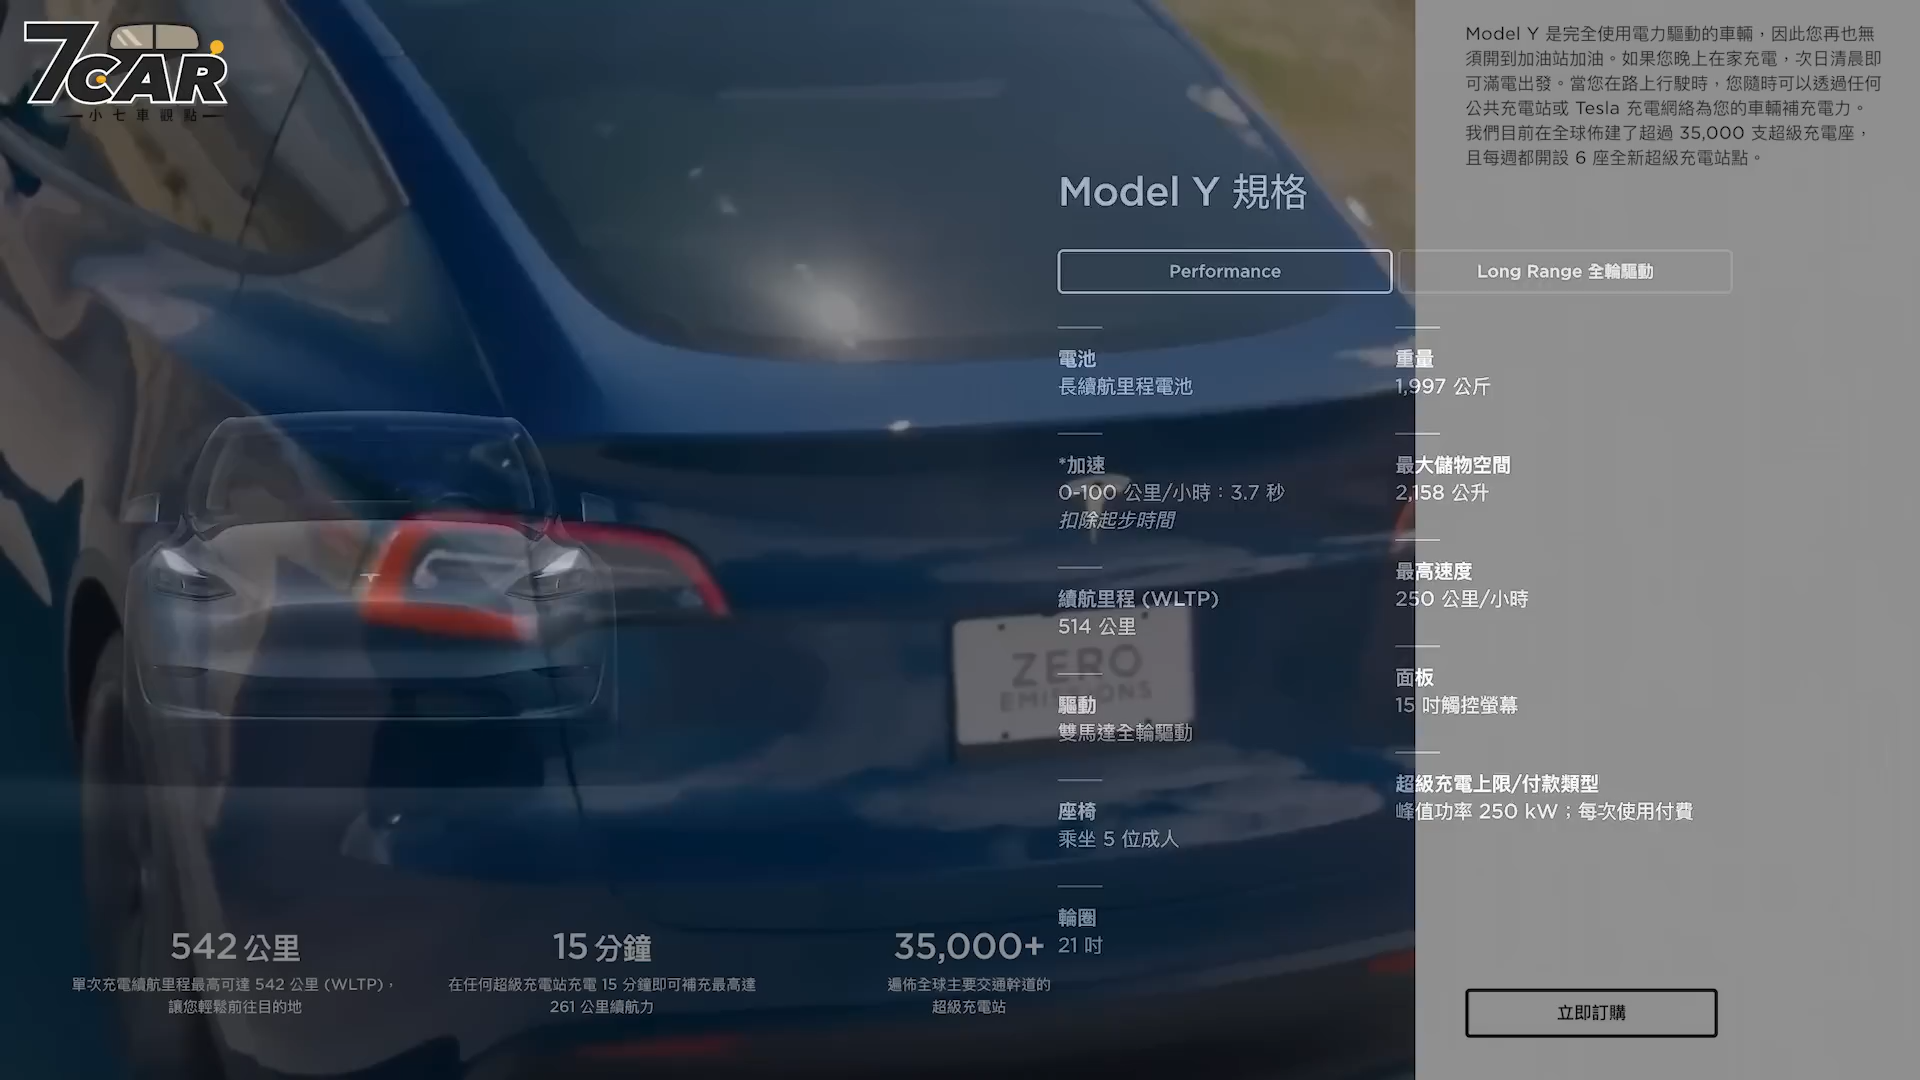 7CAR
小七車觀點
Model Y 是完全使用電力驅動的車輛，因此您再也無
須開到加油站加油。如果您晚上在家充電，次日清晨即
可滿電出發。當您在路上行駛時，您隨時可以透過任何
公共充電站或 Tesla 充電網絡為您的車輛補充電力。
我們目前在全球佈建了超過 35,000 支超級充電座，
且每週都開設 6 座全新超級充電站點。
Model Y 規格
Performance
Long Range 全輪驅動
電池
長續航里程電池
*加速
0-100 公里/小時：3.7 秒
扣除起步時間
續航里程 (WLTP)
514 公里
驅動
雙馬達全輪驅動
座椅
乘坐 5 位成人
輪圈
21 吋
重量
1,997 公斤
最大儲物空間
2,158 公升
最高速度
250 公里/小時
面板
15 吋觸控螢幕
超級充電上限/付款類型
峰值功率 250 kW；每次使用付費
ZERO
EMISSIONS
542 公里
單次充電續航里程最高可達 542 公里 (WLTP)，
讓您輕鬆前往目的地
15 分鐘
在任何超級充電站充電 15 分鐘即可補充最高達
261 公里續航力
35,000+
遍佈全球主要交通幹道的
超級充電站
立即訂購